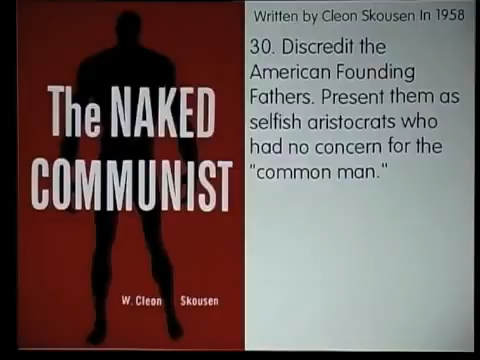 The NAKED
COMMUNIST
W. Cleon Skousen
Written by Cleon Skousen In 1958
30. Discredit the
American Founding
Fathers. Present them as
selfish aristocrats who
had no concern for the
"common man."